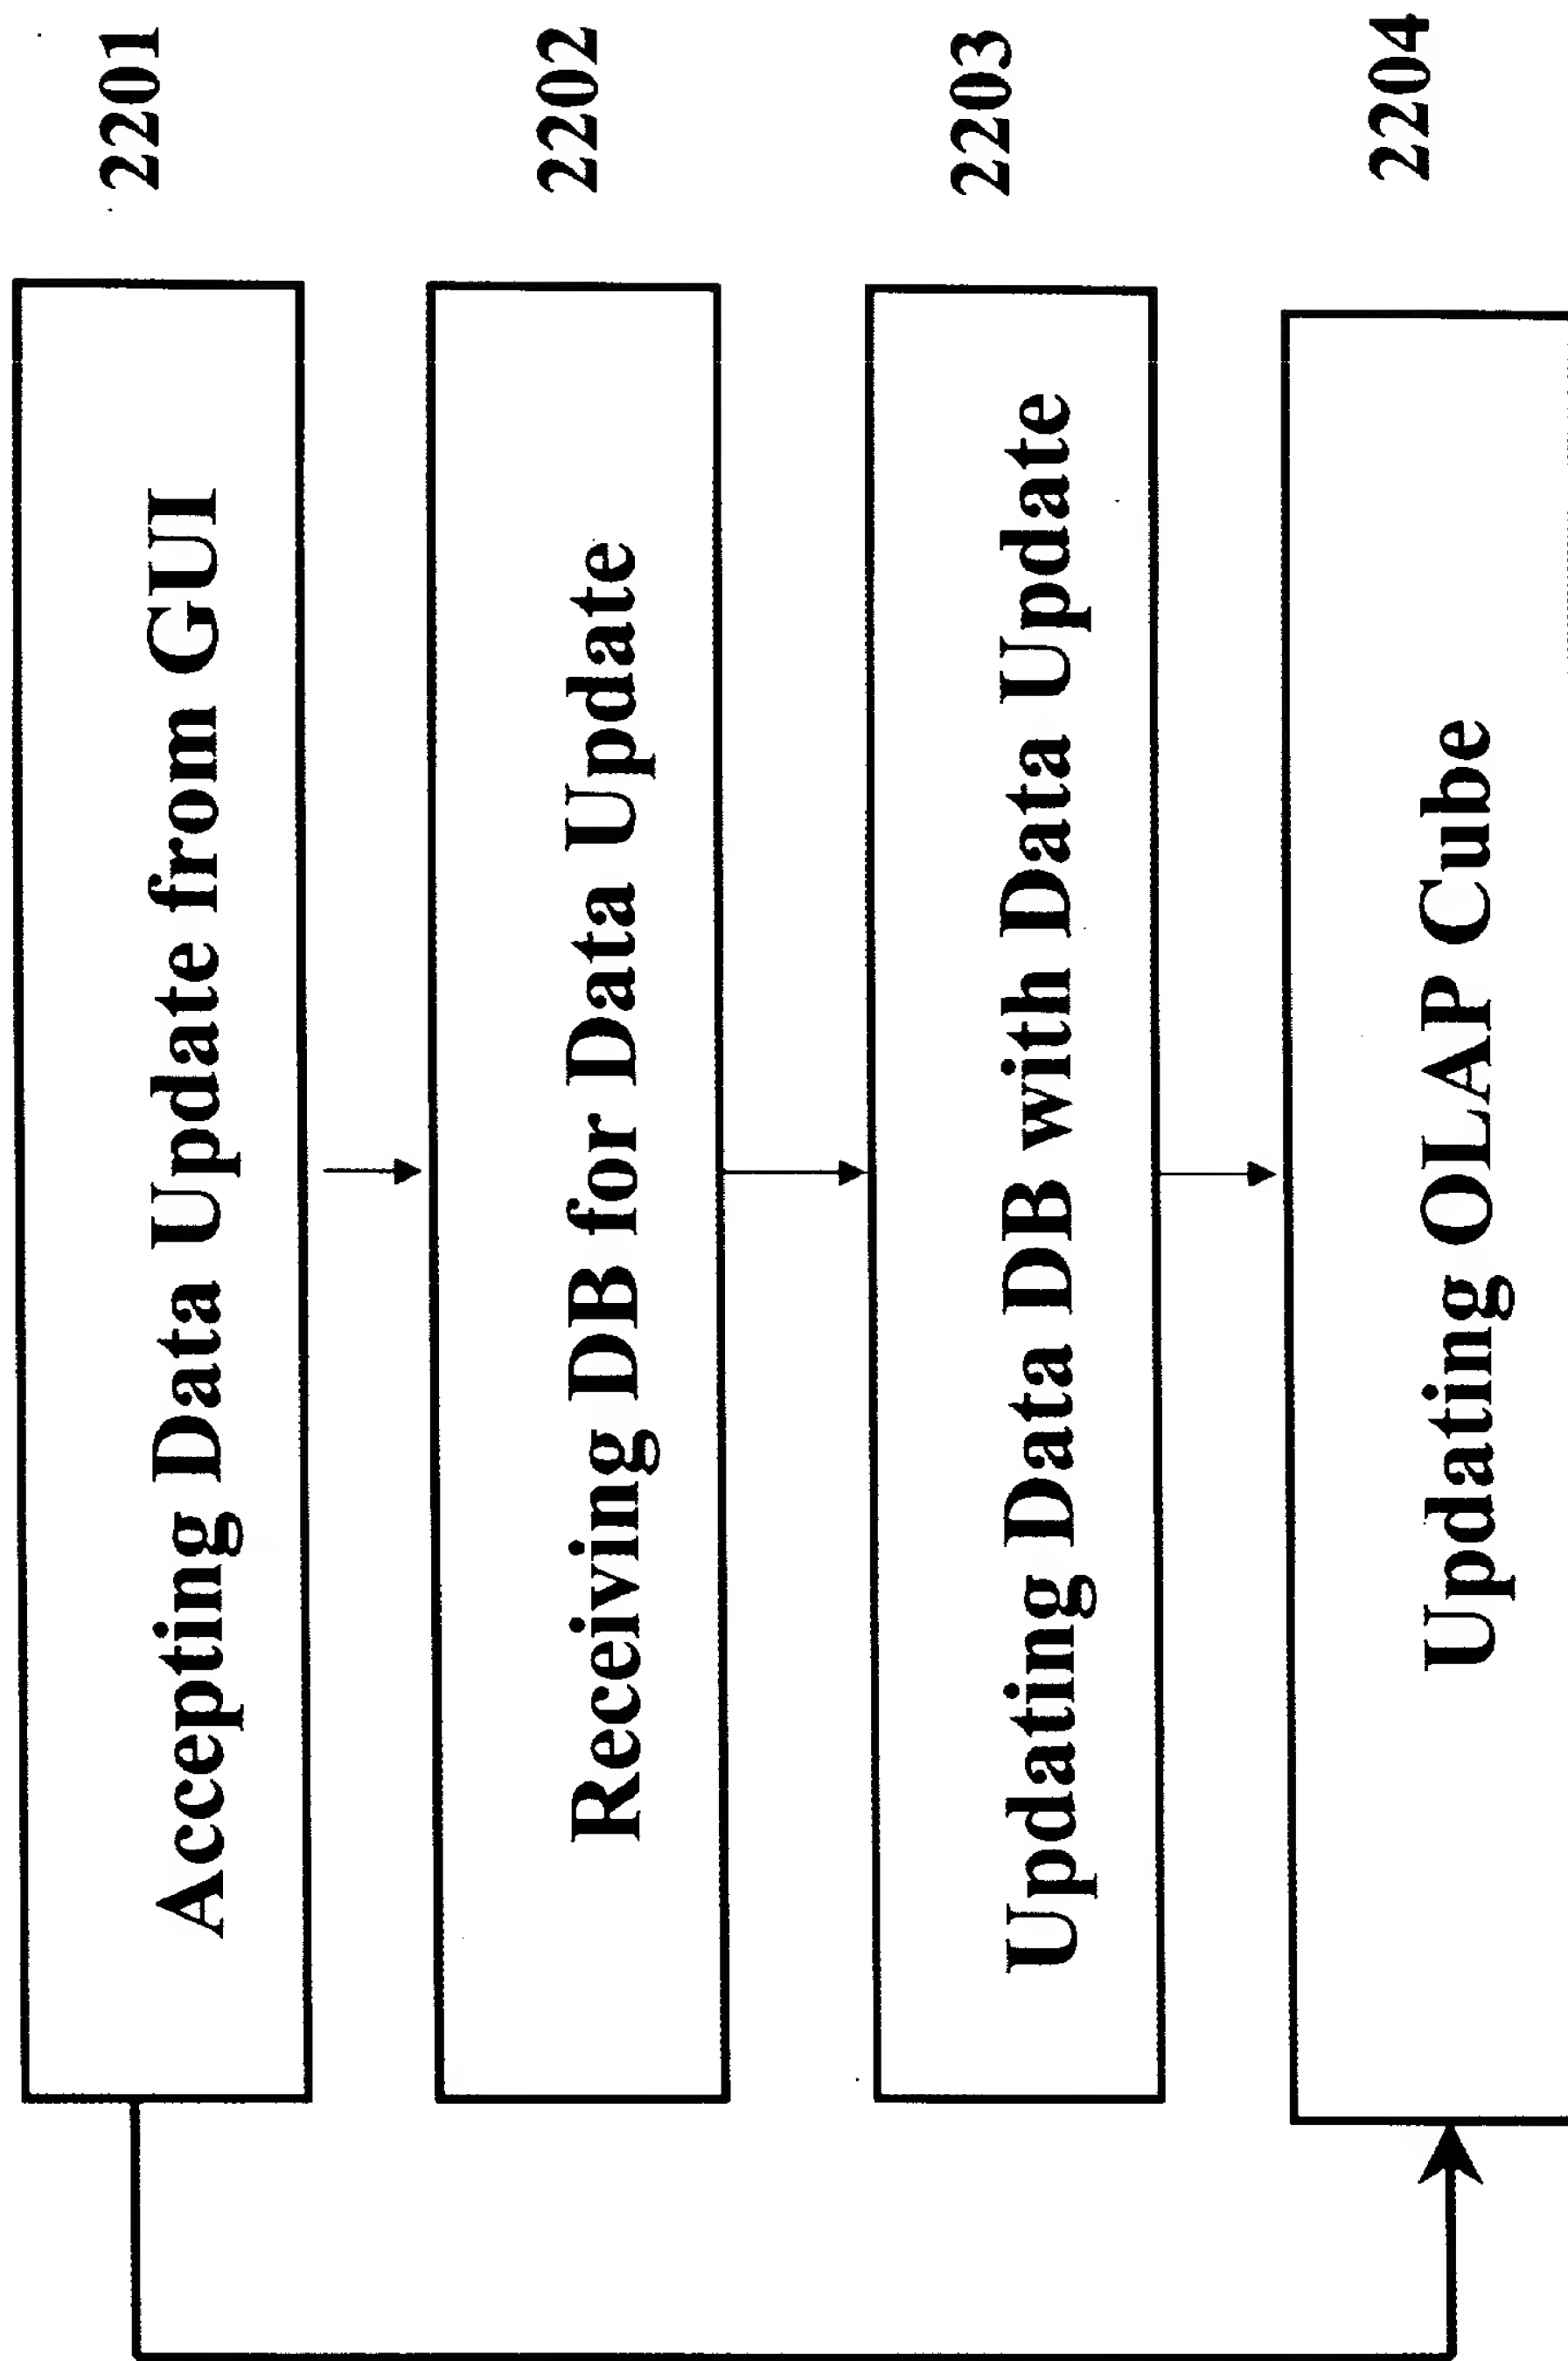 Accepting Data Update from GUI
2201
Receiving DB for Data Update
2202
Updating Data DB with Data Update
2203
Updating OLAP Cube
2204